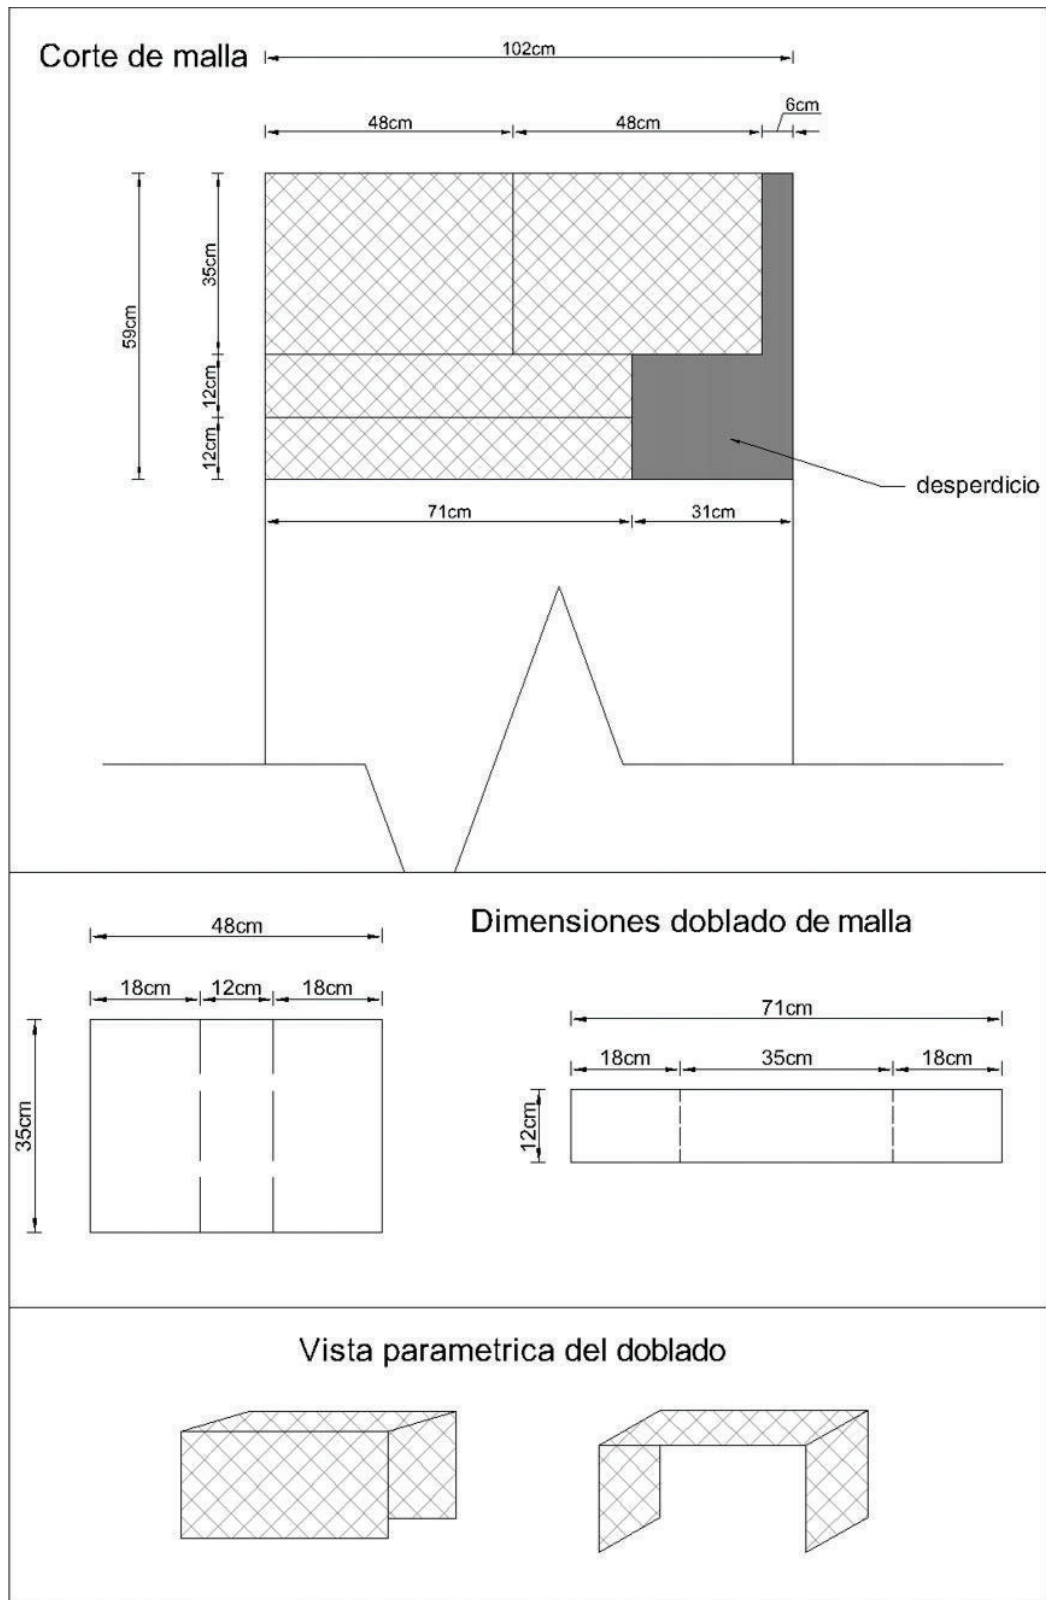 Corte de malla
102cm
6cm
48cm
48cm
35cm
59cm
12cm
12cm
desperdicio
71cm
31cm
Dimensiones doblado de malla
48cm
18cm
12cm
18cm
35cm
71cm
18cm
35cm
18cm
12cm
Vista parametrica del doblado